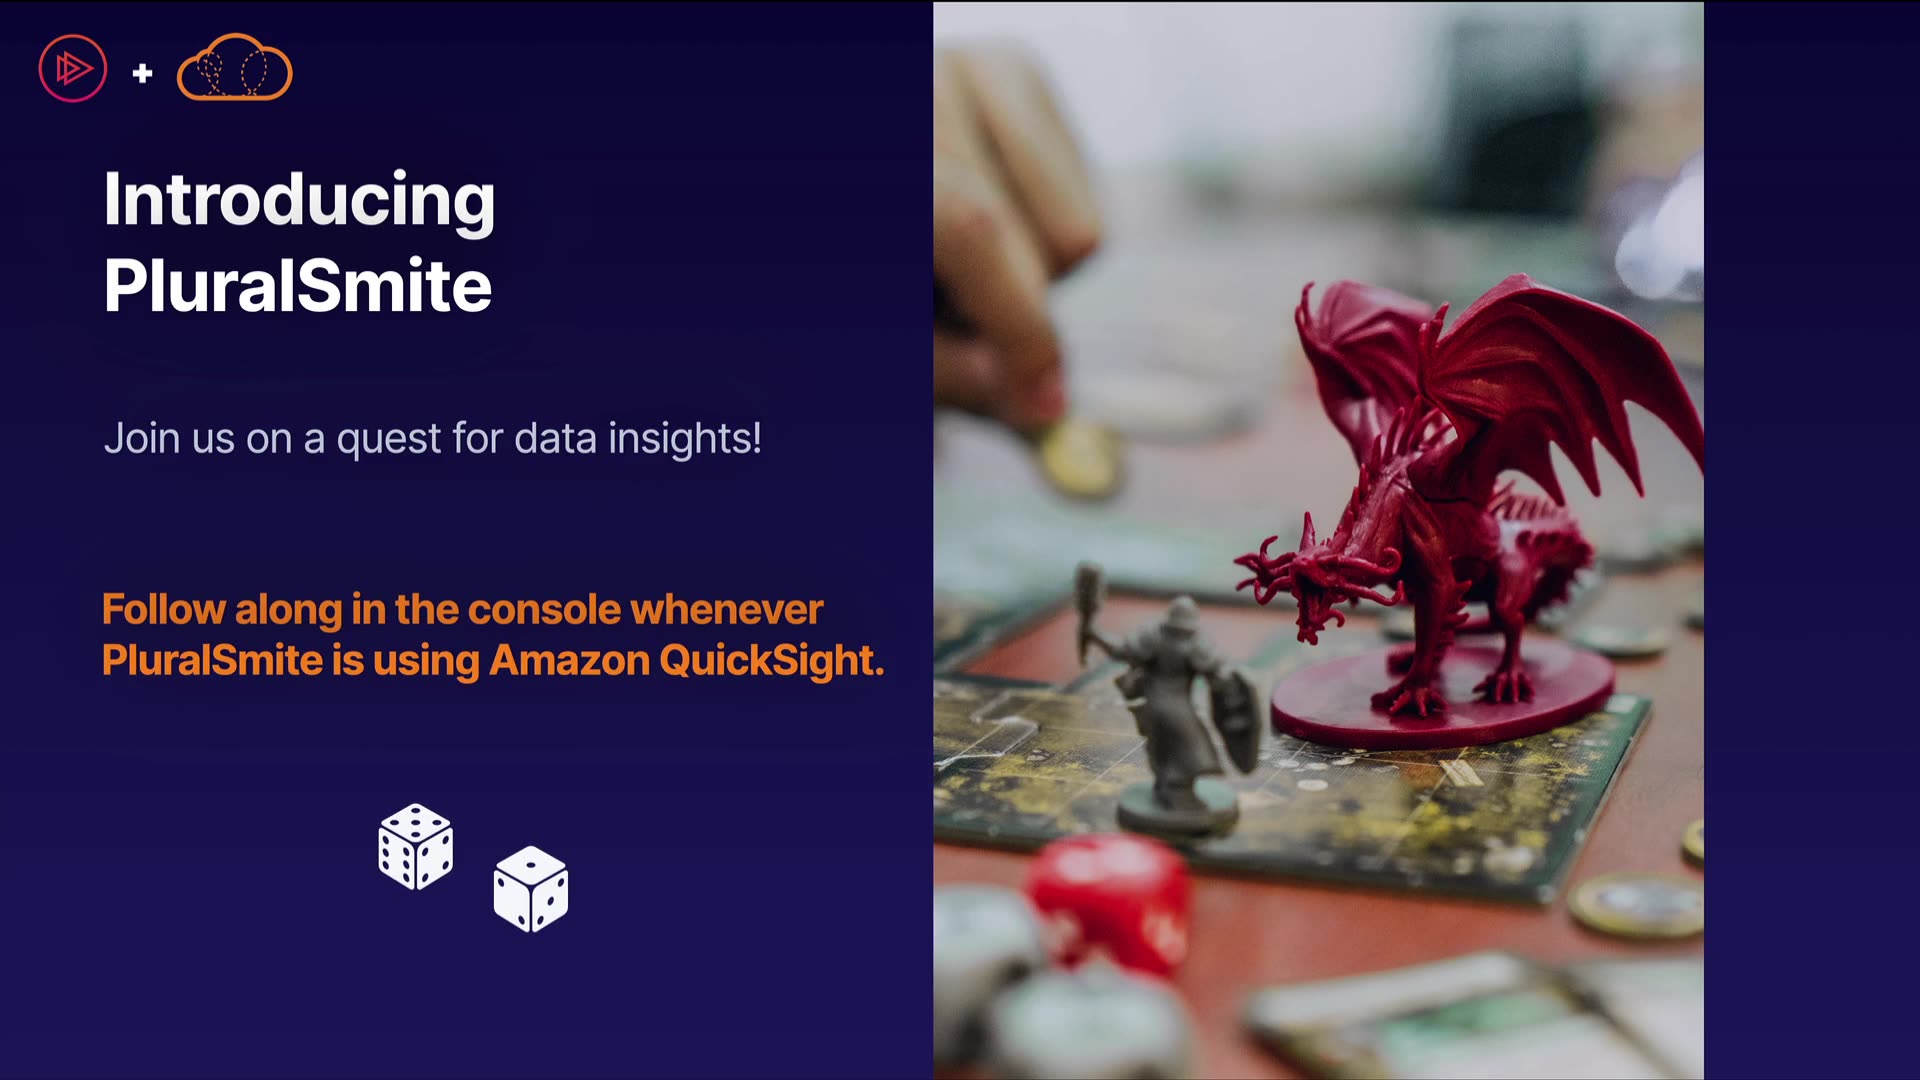 Introducing
PluralSmite
Join us on a quest for data insights!
Follow along in the console whenever
PluralSmite is using Amazon QuickSight.